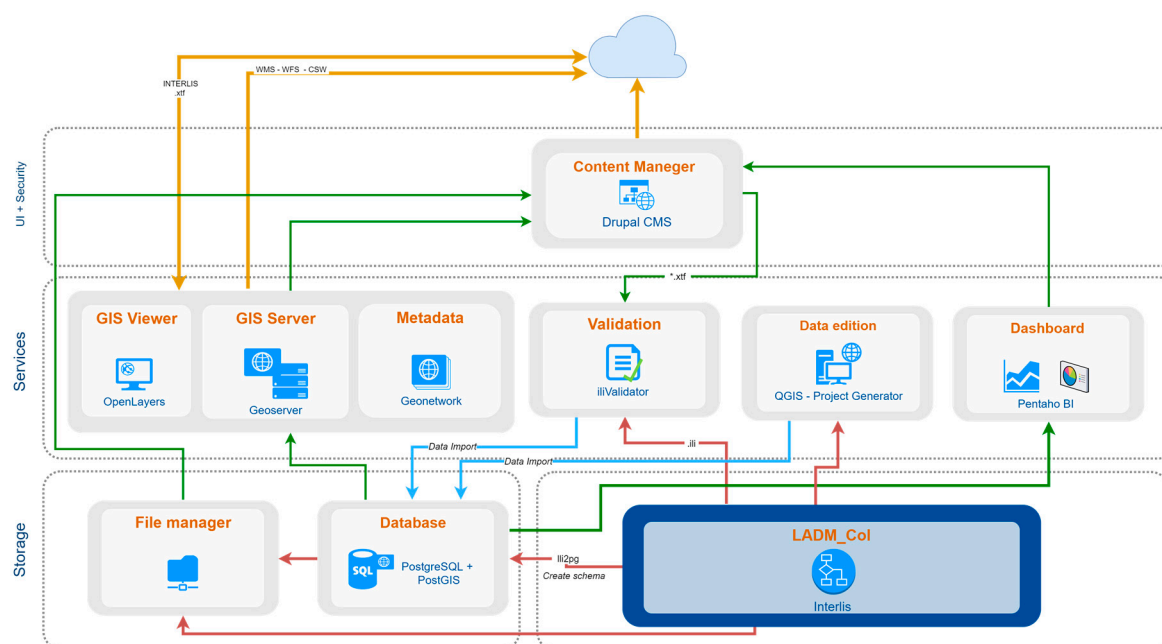 INTERLIS
.xtf
WMS - WFS - CSW
UI + Security
Content Maneger
Drupal CMS
*.xtf
Services
GIS Viewer
OpenLayers
GIS Server
Geoserver
Metadata
Geonetwork
Validation
iliValidator
Data edition
QGIS - Project Generator
Dashboard
Pentaho BI
Data Import
.ili
Data Import
Storage
File manager
Database
SQL
PostgreSQL +
PostGIS
Ili2pg
Create schema
LADM_Col
Interlis